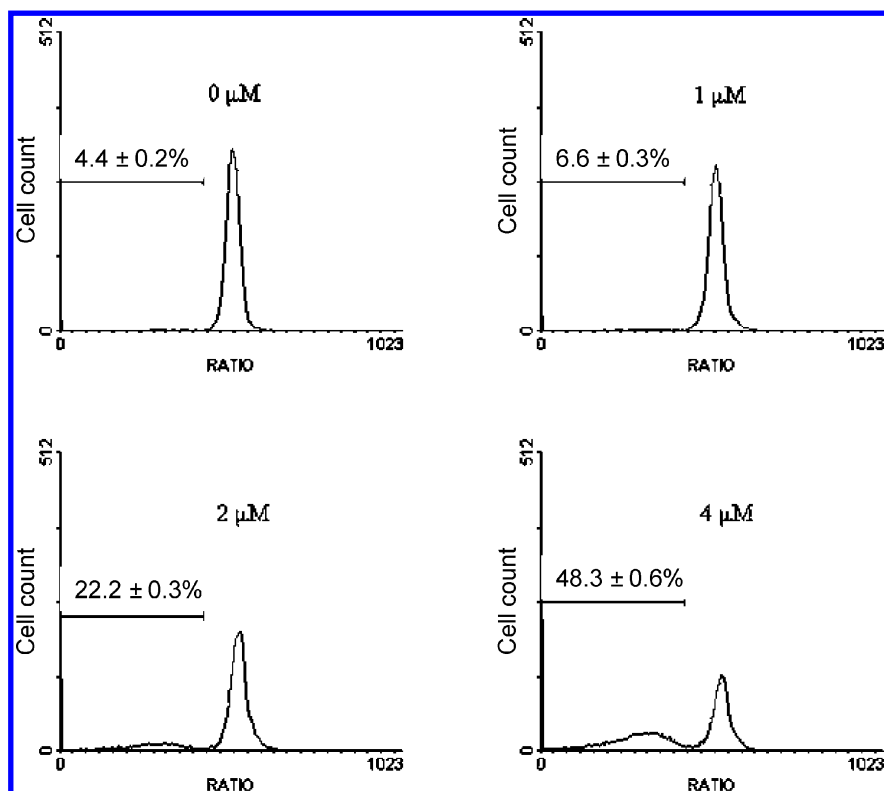 512
0 µM
4.4 ± 0.2%
Cell count
0
0 1023
RATIO
512
1 µM
6.6 ± 0.3%
Cell count
0
0 1023
RATIO
512
2 µM
22.2 ± 0.3%
Cell count
0
0 1023
RATIO
512
4 µM
48.3 ± 0.6%
Cell count
0
0 1023
RATIO